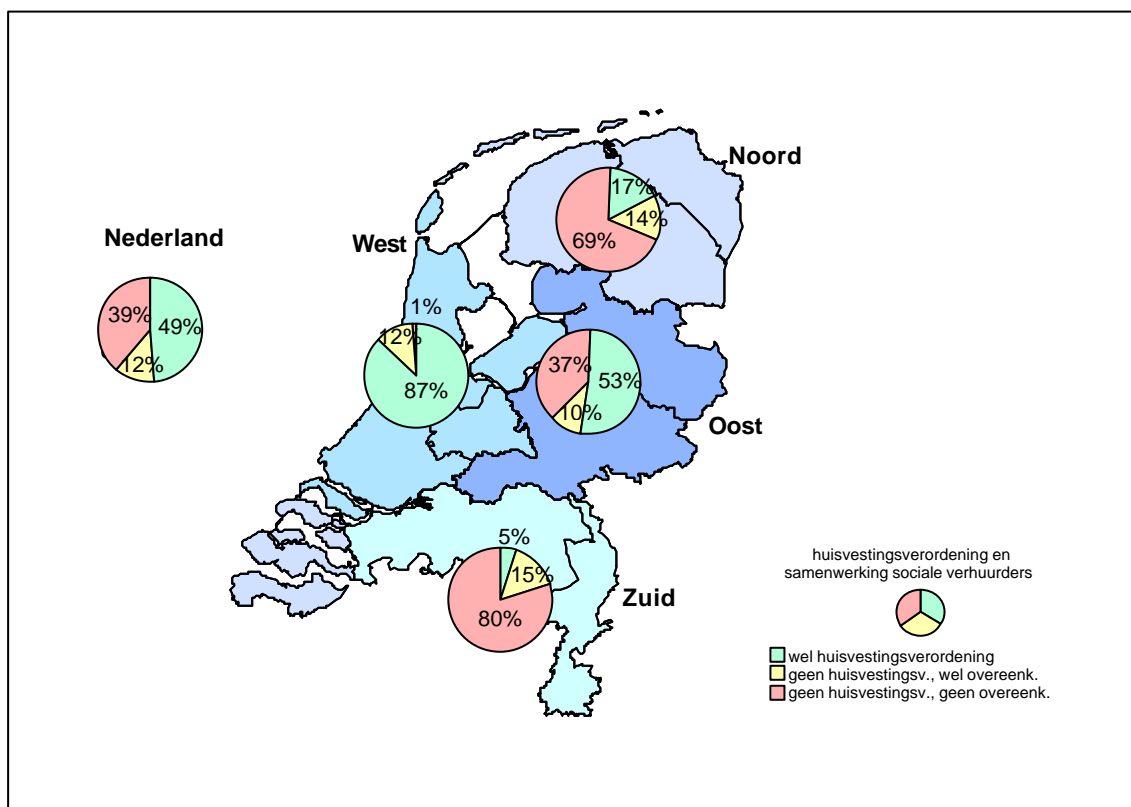 Noord
17%
14%
69%
Nederland
39%
49%
12%
West
1%
12%
87%
37%
53%
10%
Oost
5%
15%
80%
Zuid
huisvestingsverordening en
samenwerking sociale verhuurders
wel huisvestingsverordening
geen huisvestingsv., wel overeenk.
geen huisvestingsv., geen overeenk.